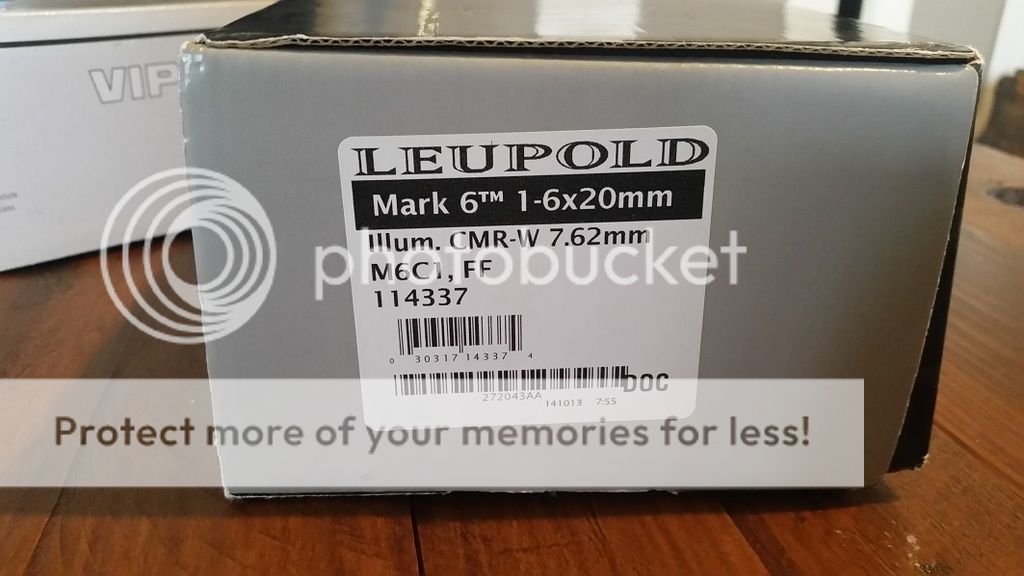 VIP
LEUPOLD
Mark 6™ 1-6x20mm
Illum. CMR-W 7.62mm
M6C1, FF
114337
0 30317 14337 4
DOC
272043AA
141013 7:55
photobucket
Protect more of your memories for less!